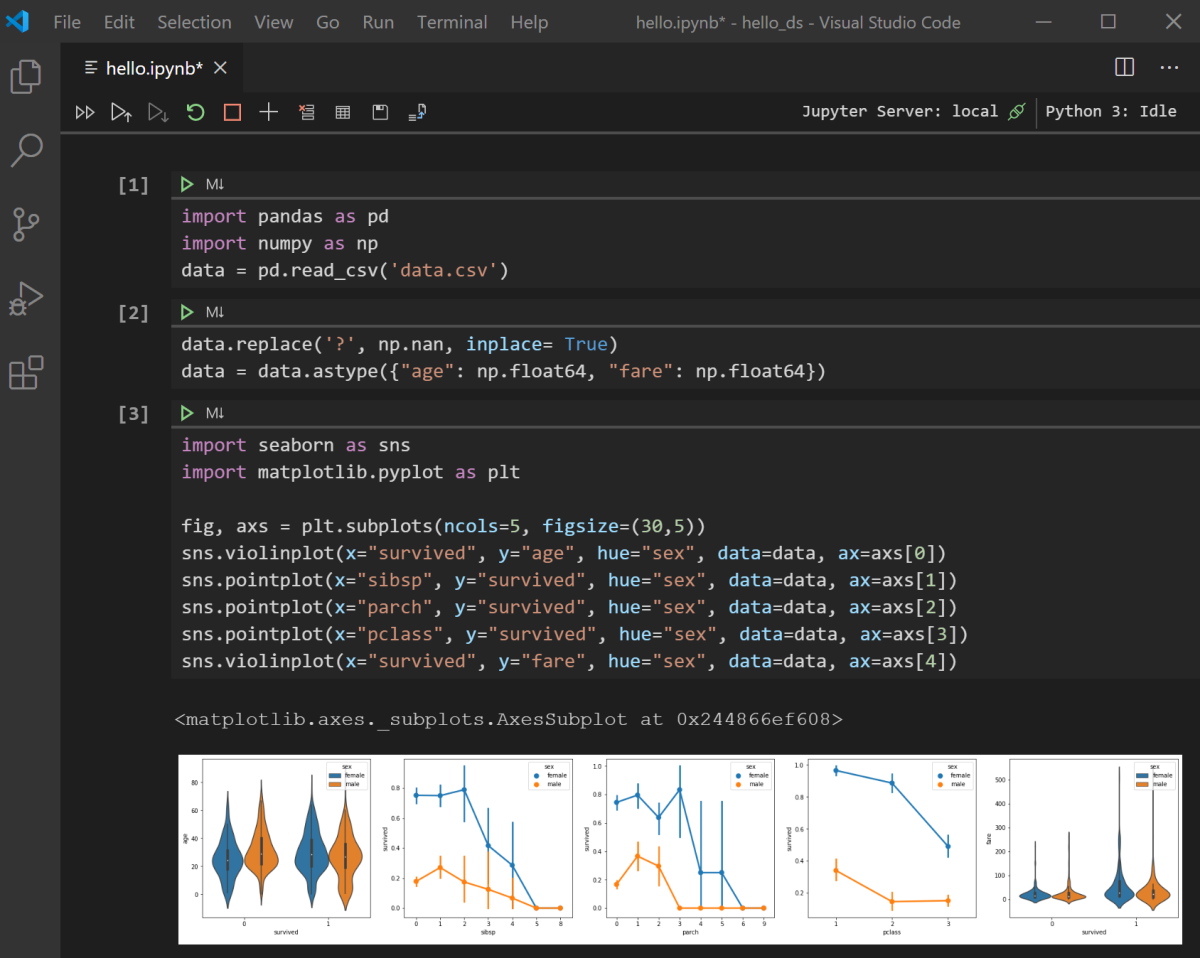 File Edit Selection View Go Run Terminal Help hello.ipynb* - hello_ds - Visual Studio Code
hello.ipynb*
Jupyter Server: local Python 3: Idle
[1] M↓
import pandas as pd
import numpy as np
data = pd.read_csv('data.csv')
[2] M↓
data.replace('?', np.nan, inplace= True)
data = data.astype({"age": np.float64, "fare": np.float64})
[3] M↓
import seaborn as sns
import matplotlib.pyplot as plt
fig, axs = plt.subplots(ncols=5, figsize=(30,5))
sns.violinplot(x="survived", y="age", hue="sex", data=data, ax=axs[0])
sns.pointplot(x="sibsp", y="survived", hue="sex", data=data, ax=axs[1])
sns.pointplot(x="parch", y="survived", hue="sex", data=data, ax=axs[2])
sns.pointplot(x="pclass", y="survived", hue="sex", data=data, ax=axs[3])
sns.violinplot(x="survived", y="fare", hue="sex", data=data, ax=axs[4])
<matplotlib.axes._subplots.AxesSubplot at 0x244866ef608>
sex
female
male
80
60
40
20
0
age
0 1
survived
sex
female
male
0.8
0.6
0.4
0.2
0.0
survived
0 1 2 3 4 5 8
sibsp
sex
female
male
1.0
0.8
0.6
0.4
0.2
0.0
survived
0 1 2 3 4 5 6 9
parch
sex
female
male
1.0
0.8
0.6
0.4
0.2
survived
1 2 3
pclass
sex
female
male
500
400
300
200
100
0
fare
0 1
survived